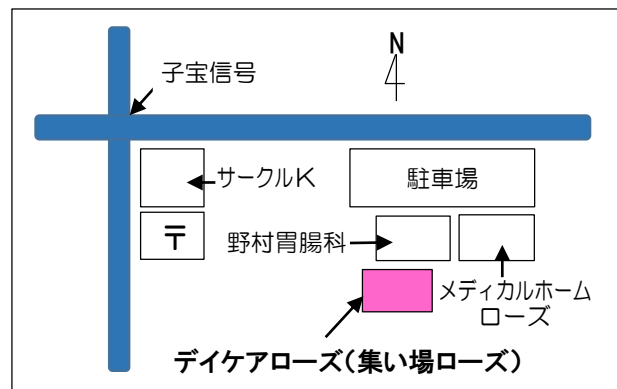 N
子宝信号
サークルK
駐車場
〒
野村胃腸科
メディカルホーム
ローズ
デイケアローズ(集い場ローズ)